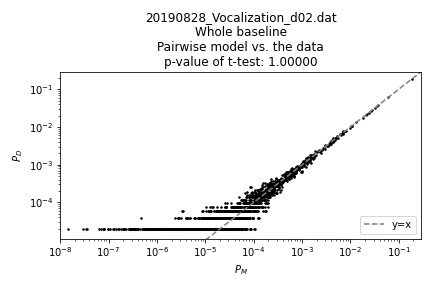 20190828_Vocalization_d02.dat
Whole baseline
Pairwise model vs. the data
p-value of t-test: 1.00000
10⁻¹
10⁻²
10⁻³
10⁻⁴
P_D
10⁻⁸ 10⁻⁷ 10⁻⁶ 10⁻⁵ 10⁻⁴ 10⁻³ 10⁻² 10⁻¹
P_M
y=x